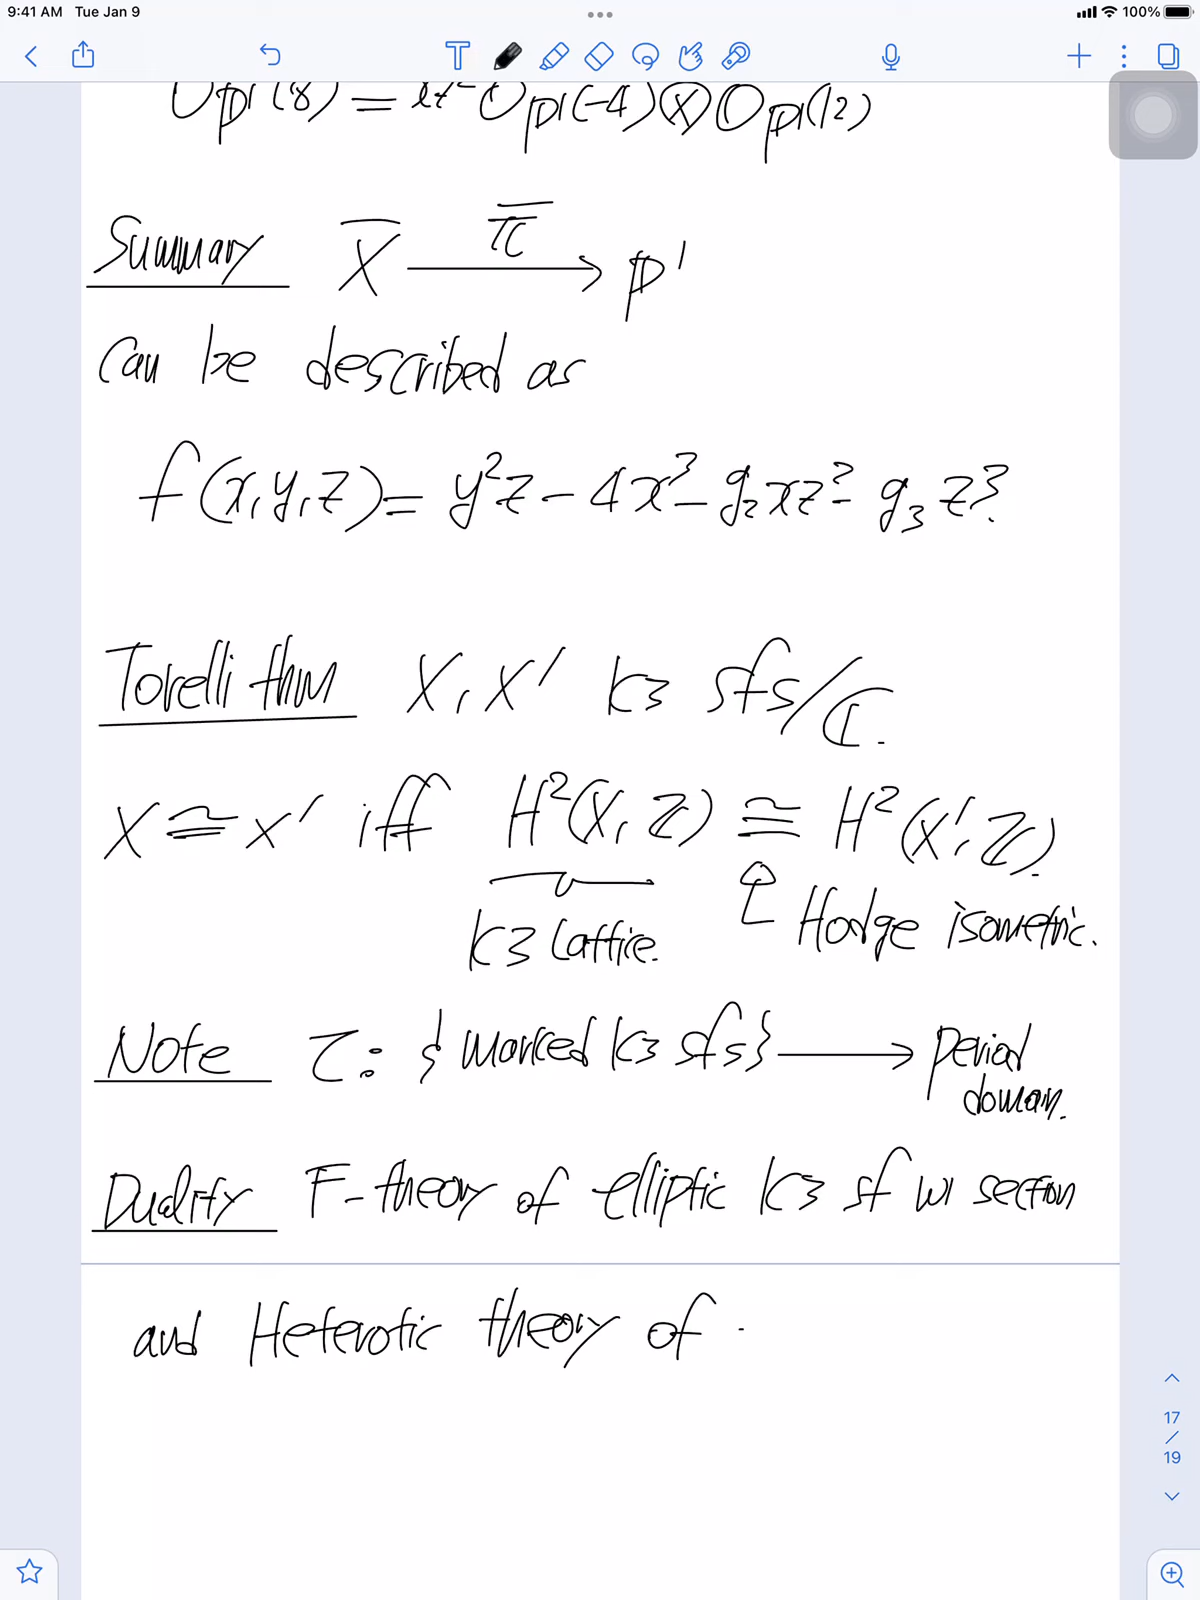 9:41 AM Tue Jan 9
100%
O_ℙ¹(8) = O_ℙ¹(-4) ⊗ O_ℙ¹(12)
Summary X̄ → ℙ¹
π̄
can be described as
f(x, y, z) = y²z - 4x³ - g₂xz² - g₃z³.
Torelli thm X, X' K3 sfs/ℂ.
X ≅ X' iff H²(X, ℤ) ≅ H²(X', ℤ).
K3 lattice. Hodge isometric.
Note τ: {marked K3 sfs} → period
domain.
Duality F-theory of elliptic K3 sf w/ section
and Heterotic theory of
17
/
19